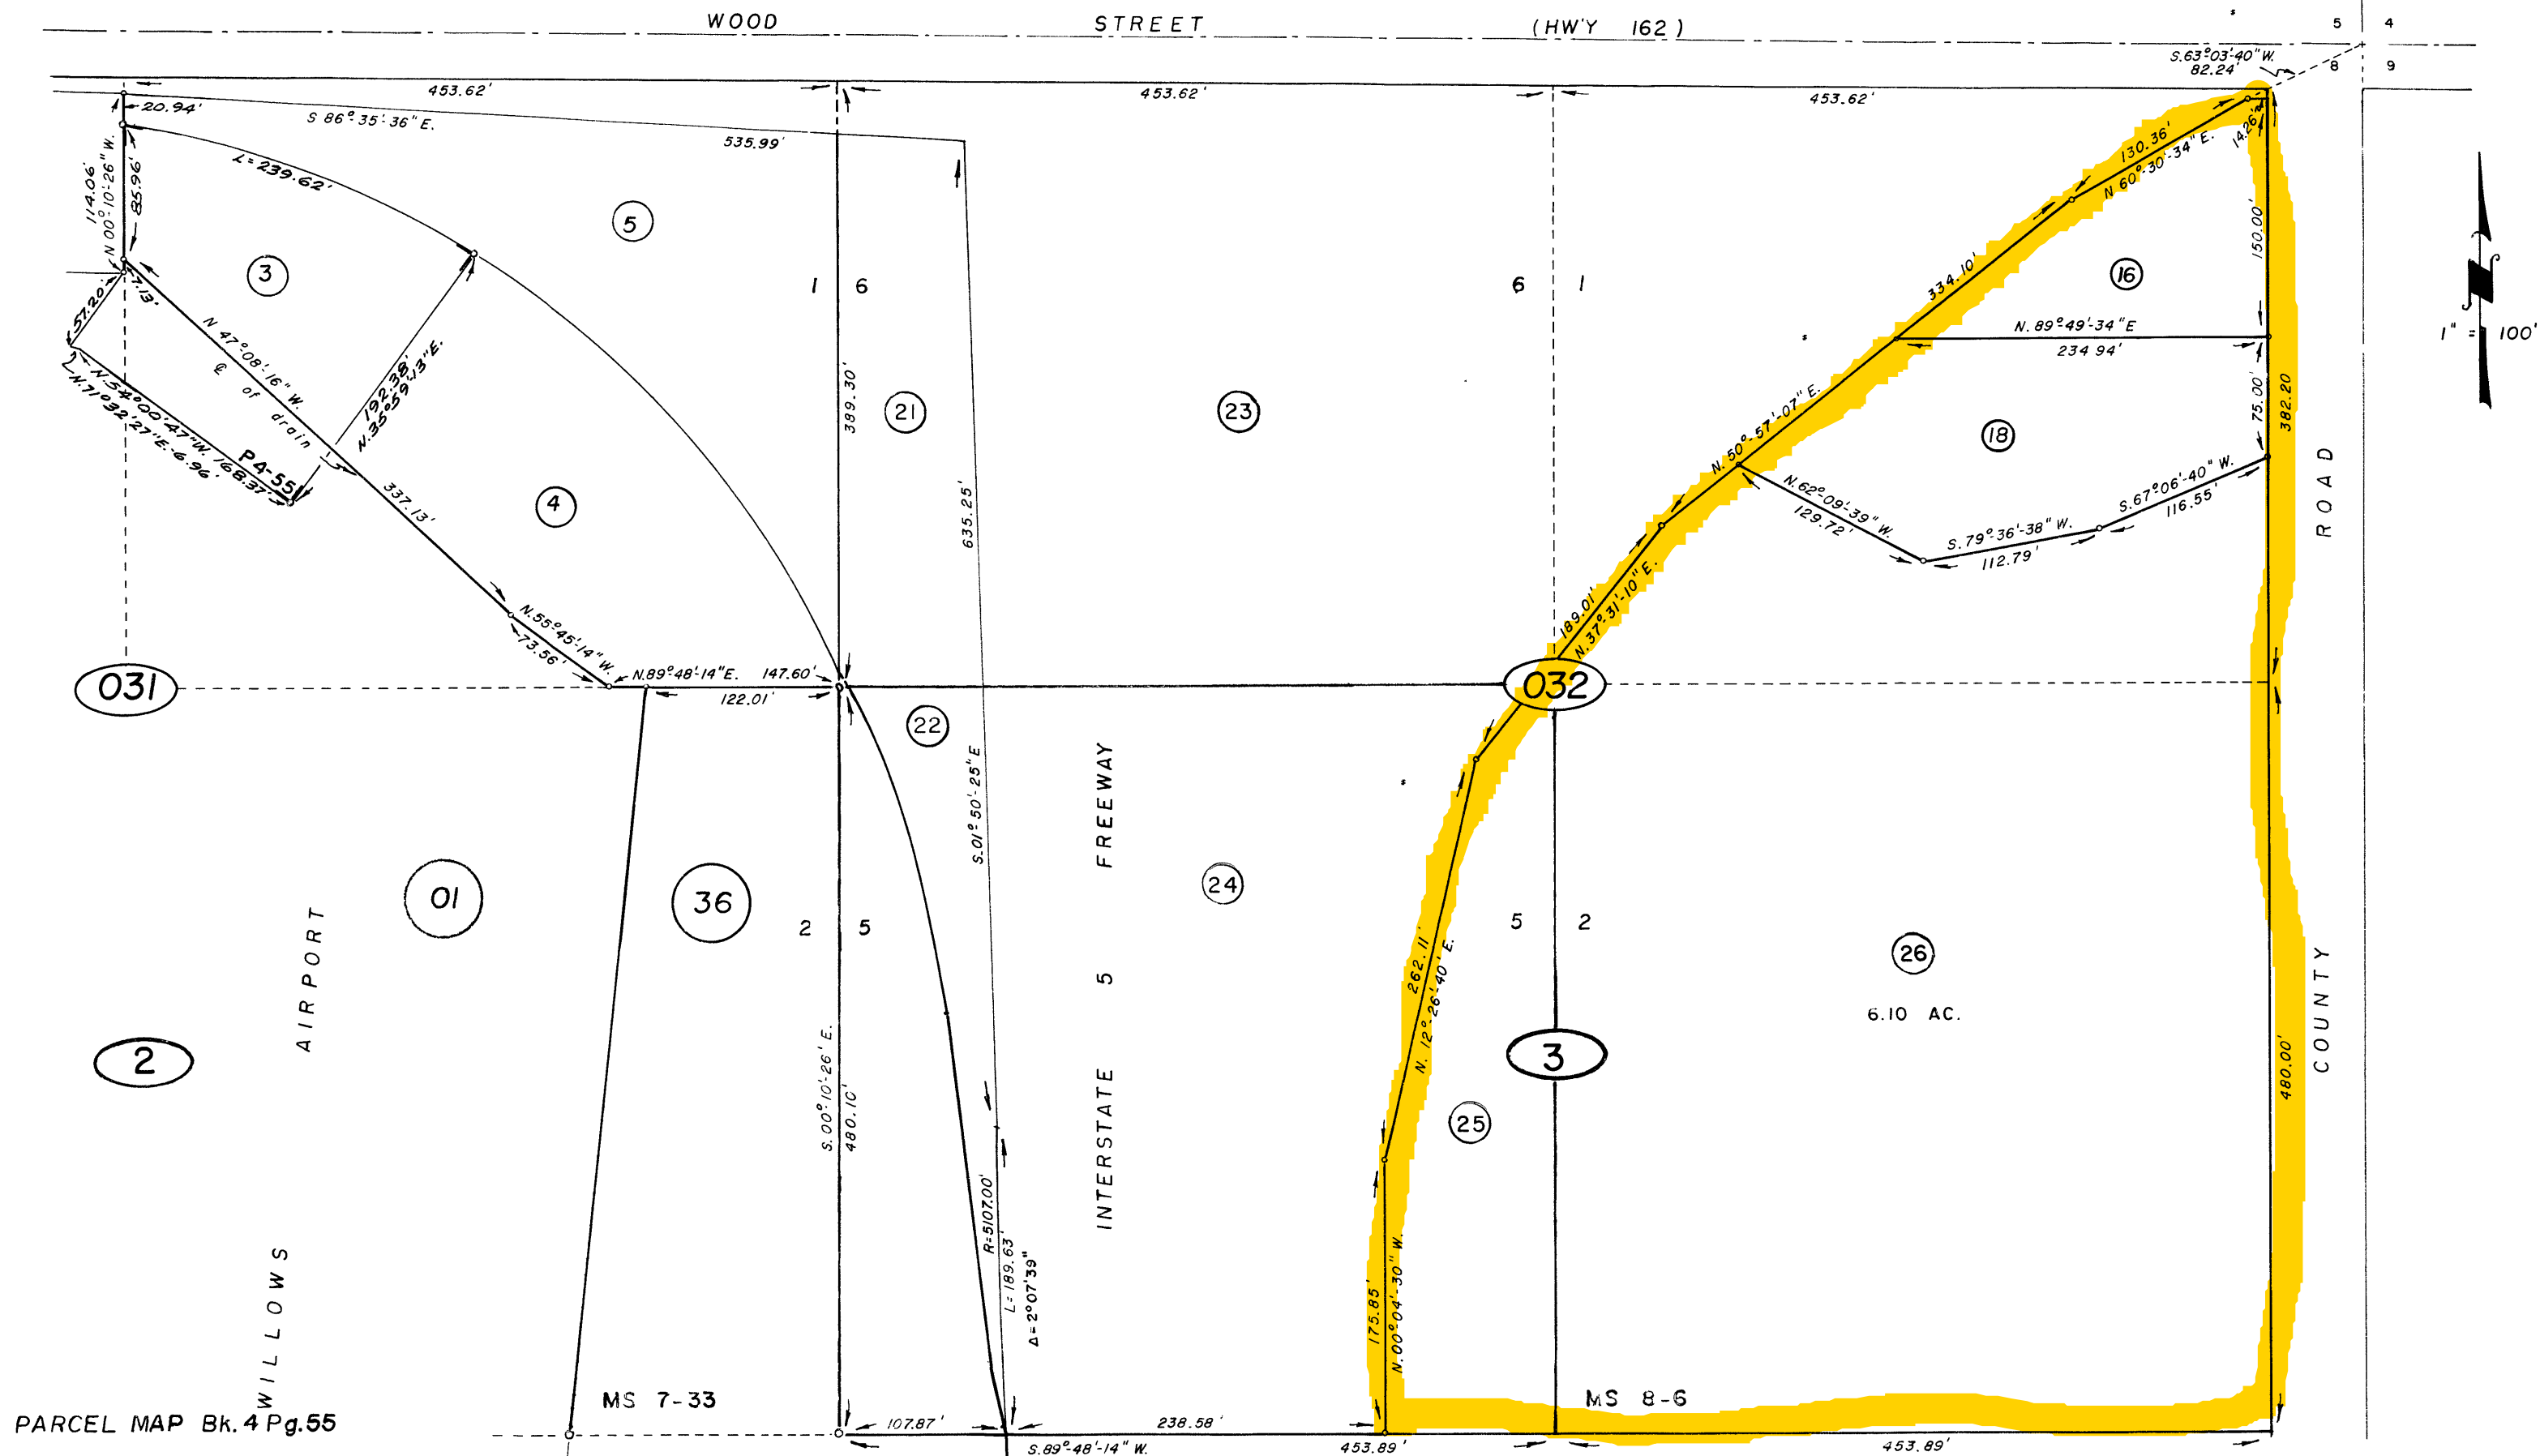 WOOD STREET (HW'Y 162)
5 4
8 9
S.63°-03'-40" W.
82.24'
453.62'
453.62'
453.62'
20.94'
S 86°-35'-36" E.
535.99'
114.06'
N 00°-10'-26" W.
85.96'
L=239.62'
5
3
7.13'
57.20'
N 47°-08'-16" W.
℄ of drain
337.13'
N.54°00'47"W. 168.37'
N.71°32'27"E. 6.96'
P4-55
192.38'
N.35°59'13"E.
4
1 6
389.30'
21
635.25'
S.01°50'-25"E
23
6 1
130.36'
N 60°-30'-34" E.
14.26'
150.00'
16
334.10'
N. 89°-49'-34"E
234.94'
1" = 100'
N. 50°-57'-07" E.
18
75.00'
382.20
N.62°-09'-39" W.
129.72'
S.79°-36'-38" W.
112.79'
S.67°-06'-40" W.
116.55'
COUNTY ROAD
189.01'
N. 37°-31'-10" E.
N.55°-45'-14" W.
73.56'
031
N.89°-48'-14"E. 147.60'
122.01'
032
22
INTERSTATE 5 FREEWAY
01
36
2 5
24
5 2
26
6.10 AC.
262.11'
N. 12°-26'-40" E.
WILLOWS AIRPORT
2
3
S.00°10'-26' E.
480.10'
25
480.00'
R=5107.00'
L=189.63'
Δ=2°07'39"
175.85'
N.00°-04'-30" W.
MS 7-33
MS 8-6
PARCEL MAP Bk. 4 Pg.55
107.87'
238.58'
S.89°-48'-14" W.
453.89'
453.89'